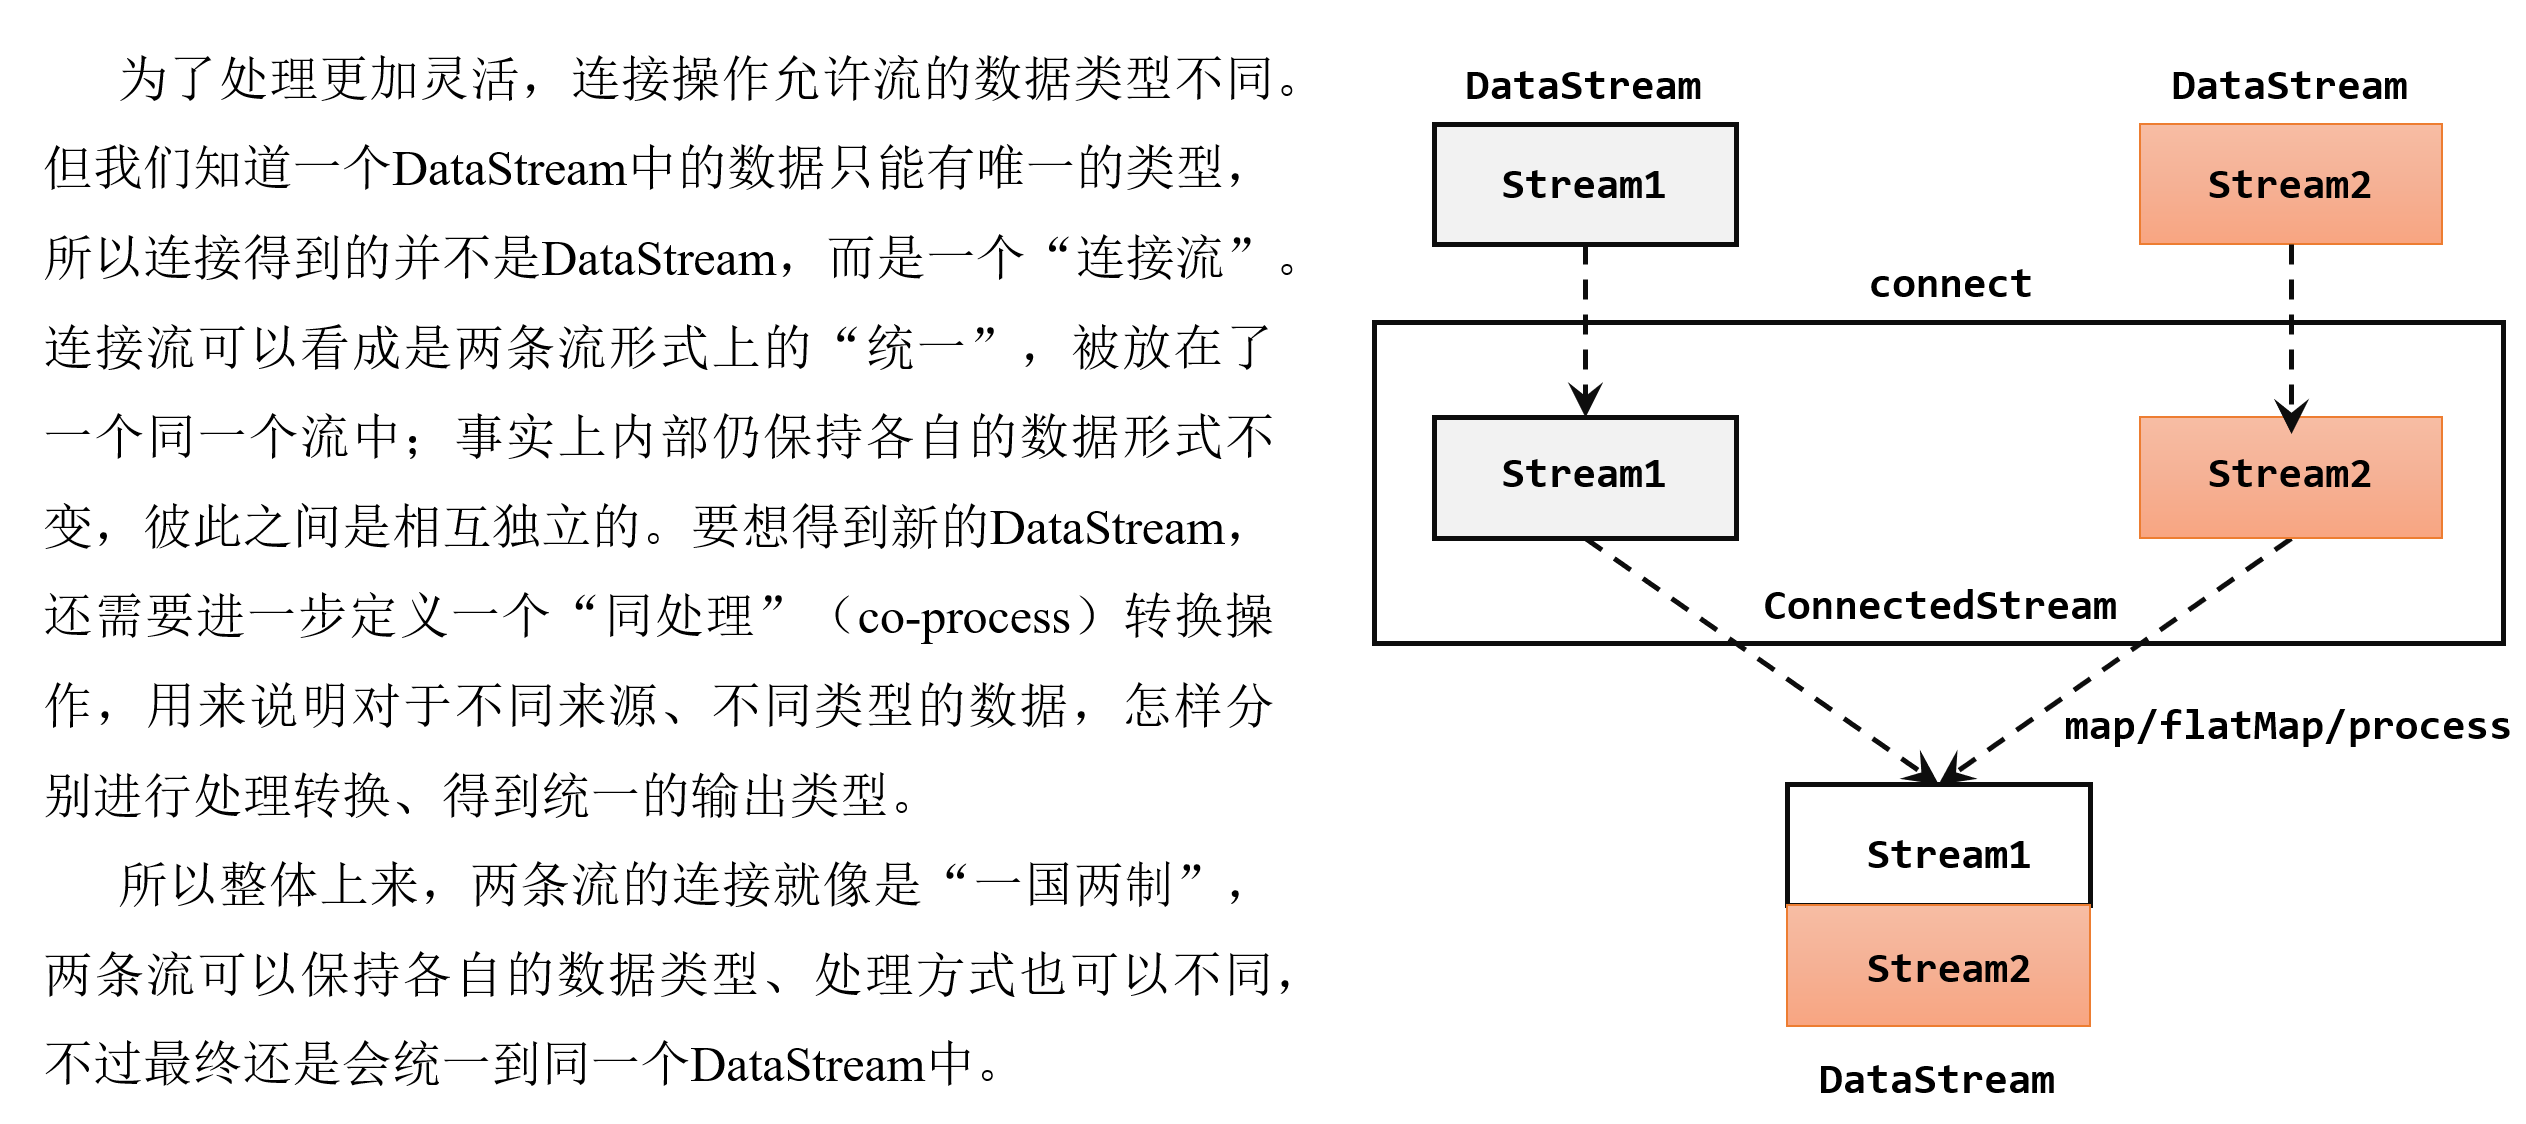 为了处理更加灵活，连接操作允许流的数据类型不同。
但我们知道一个DataStream中的数据只能有唯一的类型，
所以连接得到的并不是DataStream，而是一个“连接流”。
连接流可以看成是两条流形式上的“统一”，被放在了
一个同一个流中；事实上内部仍保持各自的数据形式不
变，彼此之间是相互独立的。要想得到新的DataStream，
还需要进一步定义一个“同处理”（co-process）转换操
作，用来说明对于不同来源、不同类型的数据，怎样分
别进行处理转换、得到统一的输出类型。
所以整体上来，两条流的连接就像是“一国两制”，
两条流可以保持各自的数据类型、处理方式也可以不同，
不过最终还是会统一到同一个DataStream中。
DataStream
DataStream
Stream1
Stream2
connect
Stream1
Stream2
ConnectedStream
map/flatMap/process
Stream1
Stream2
DataStream